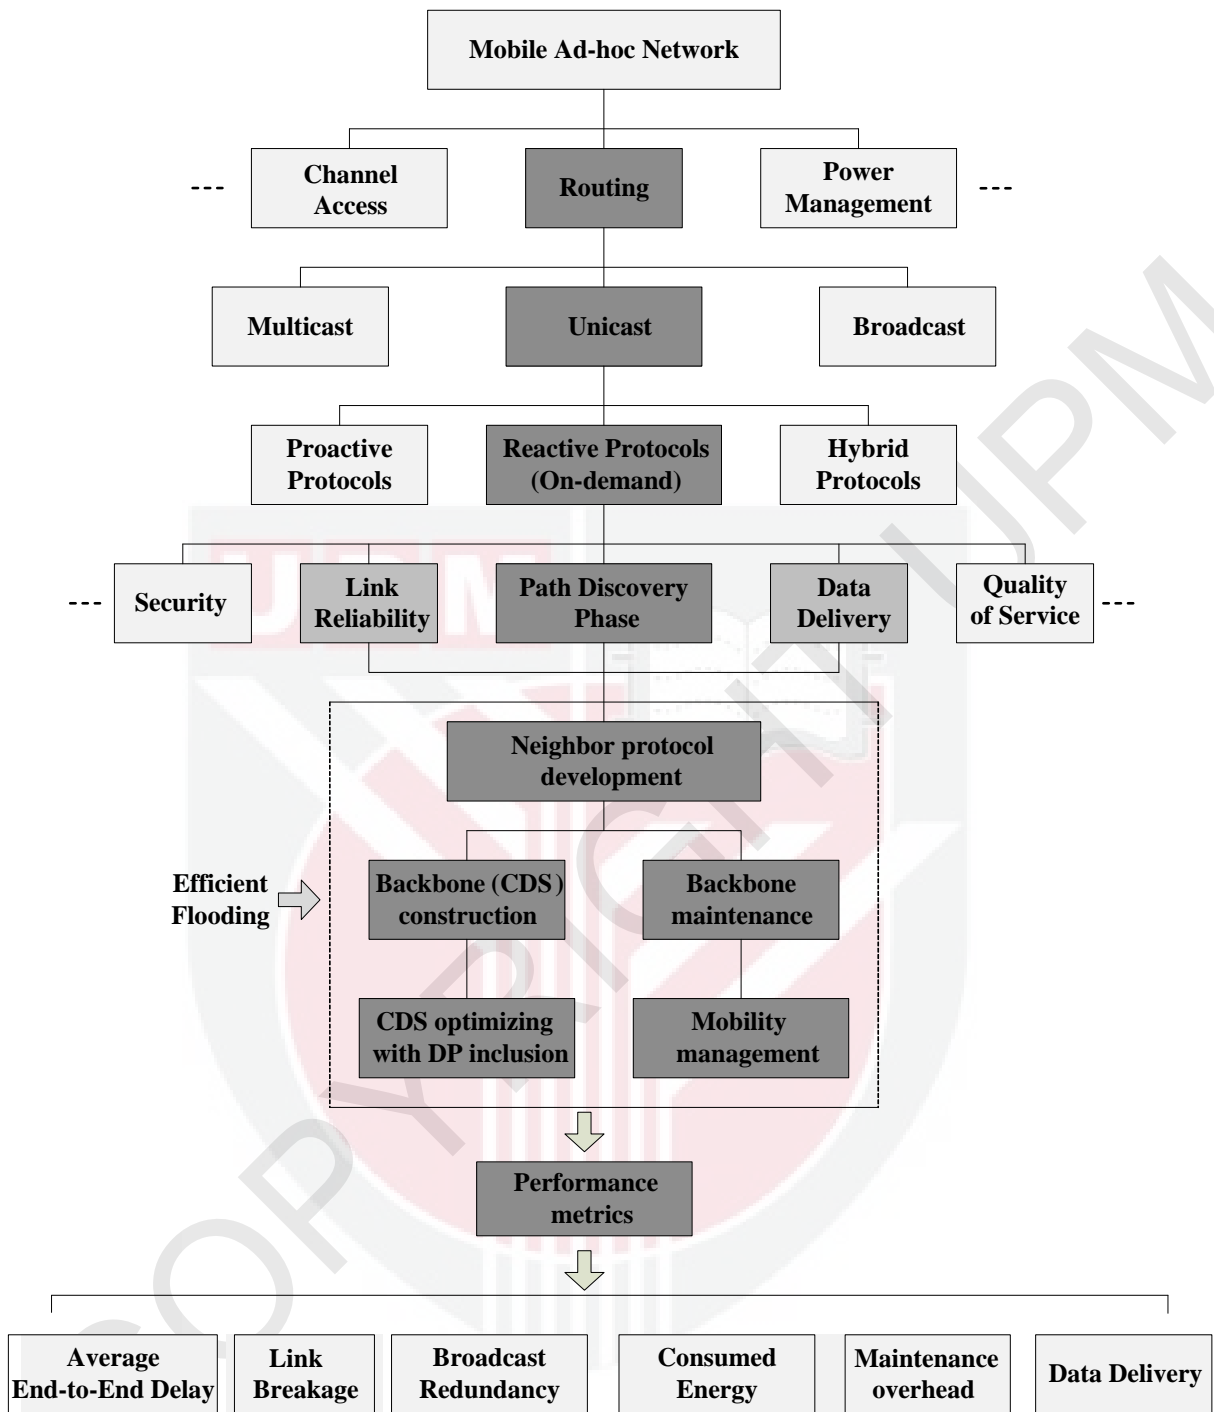 Mobile Ad-hoc Network
Channel
Access
Routing
Power
Management
---
---
Multicast
Unicast
Broadcast
Proactive
Protocols
Reactive Protocols
(On-demand)
Hybrid
Protocols
---
Security
Link
Reliability
Path Discovery
Phase
Data
Delivery
Quality
of Service
---
Neighbor protocol
development
Efficient
Flooding
Backbone (CDS)
construction
Backbone
maintenance
CDS optimizing
with DP inclusion
Mobility
management
Performance
metrics
Average
End-to-End Delay
Link
Breakage
Broadcast
Redundancy
Consumed
Energy
Maintenance
overhead
Data Delivery
UPM
COPYRIGHT UPM